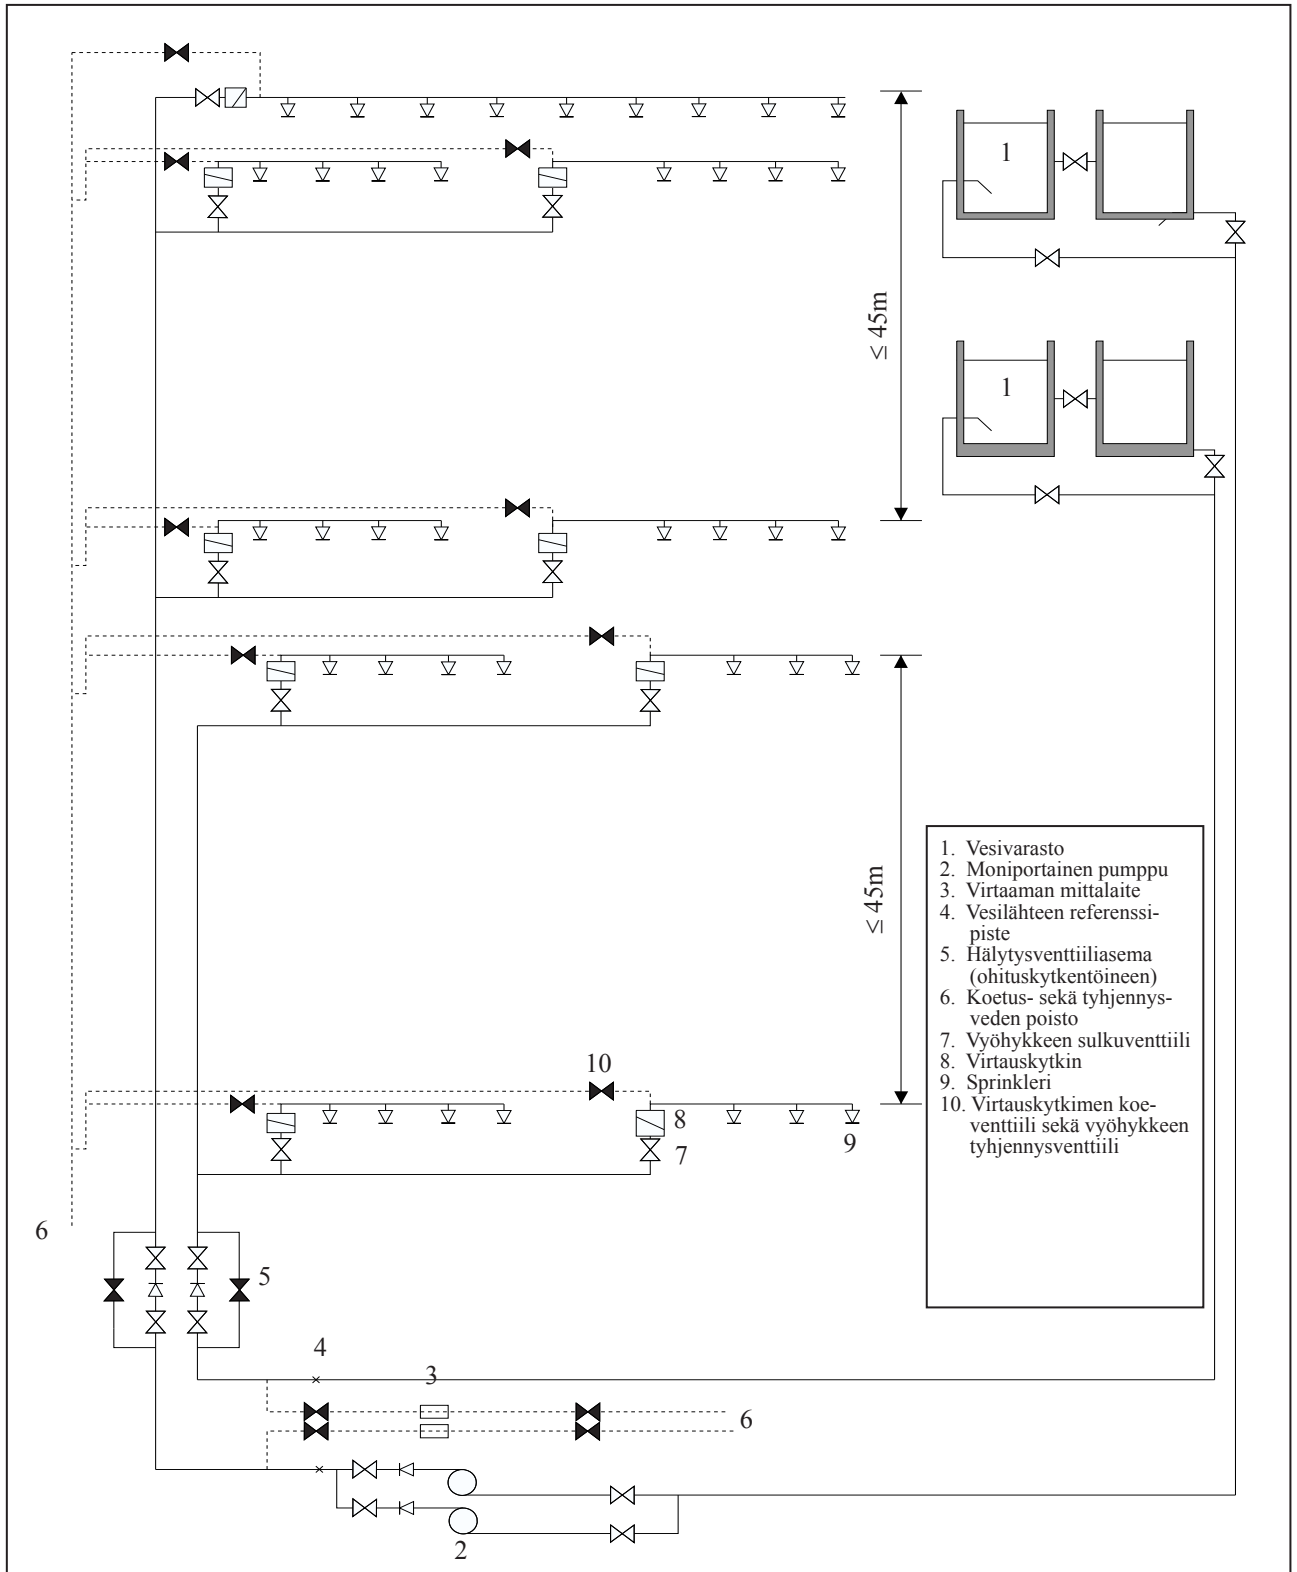 1
≤ 45m
1
≤ 45m
1. Vesivarasto
2. Moniportainen pumppu
3. Virtaaman mittalaite
4. Vesilähteen referenssi-
piste
5. Hälytysventtiiliasema
(ohituskytkentöineen)
6. Koetus- sekä tyhjennys-
veden poisto
7. Vyöhykkeen sulkuventtiili
8. Virtauskytkin
9. Sprinkleri
10. Virtauskytkimen koe-
venttiili sekä vyöhykkeen
tyhjennysventtiili
10
8
9
7
6
5
4
3
6
2